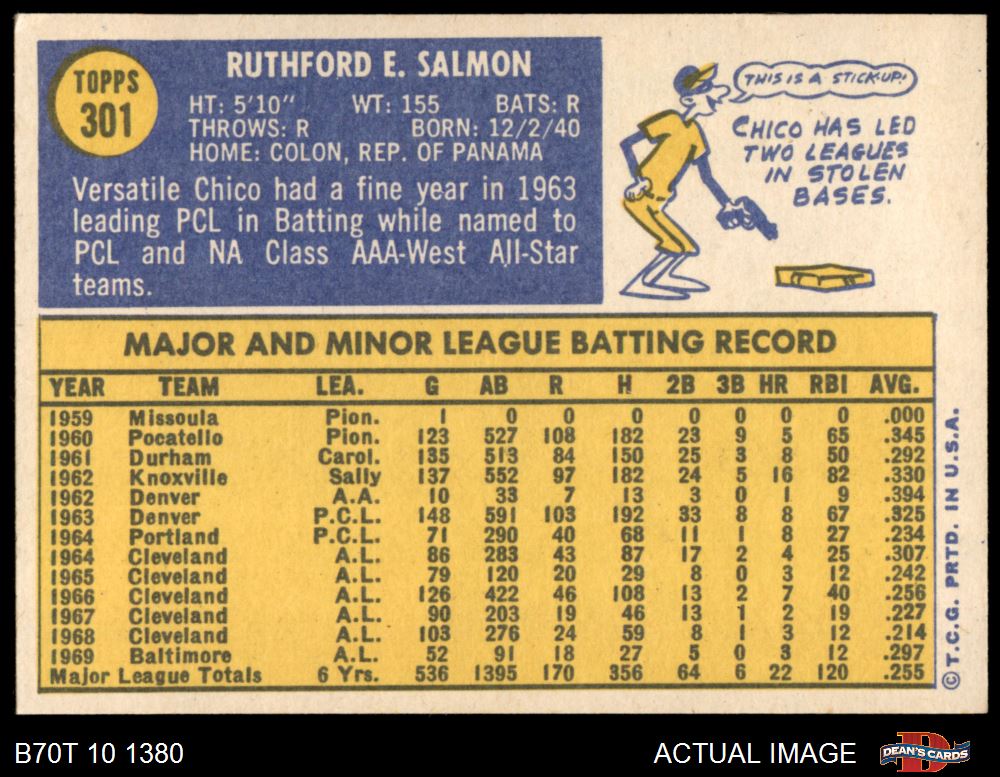 TOPPS
301
RUTHFORD E. SALMON
HT: 5'10" WT: 155 BATS: R
THROWS: R BORN: 12/2/40
HOME: COLON, REP. OF PANAMA
Versatile Chico had a fine year in 1963
leading PCL in Batting while named to
PCL and NA Class AAA-West All-Star
teams.
THIS IS A STICK-UP!
CHICO HAS LED
TWO LEAGUES
IN STOLEN
BASES.
MAJOR AND MINOR LEAGUE BATTING RECORD
YEAR TEAM LEA. G AB R H 2B 3B HR RBI AVG.
1959 Missoula Pion. 1 0 0 0 0 0 0 0 .000
1960 Pocatello Pion. 123 527 108 182 23 9 5 65 .345
1961 Durham Carol. 135 513 84 150 25 3 8 50 .292
1962 Knoxville Sally 137 552 97 182 24 5 16 82 .330
1962 Denver A.A. 10 33 7 13 3 0 1 9 .394
1963 Denver P.C.L. 148 591 103 192 33 8 8 67 .325
1964 Portland P.C.L. 71 290 40 68 11 1 8 27 .234
1964 Cleveland A.L. 86 283 43 87 17 2 4 25 .307
1965 Cleveland A.L. 79 120 20 29 8 0 3 12 .242
1966 Cleveland A.L. 126 422 46 108 13 2 7 40 .256
1967 Cleveland A.L. 90 203 19 46 13 1 2 19 .227
1968 Cleveland A.L. 103 276 24 59 8 1 3 12 .214
1969 Baltimore A.L. 52 91 18 27 5 0 3 12 .297
Major League Totals 6 Yrs. 536 1395 170 356 64 6 22 120 .255
©T.C.G. PRTD. IN U.S.A.
B70T 10 1380
ACTUAL IMAGE
DEAN'S CARDS